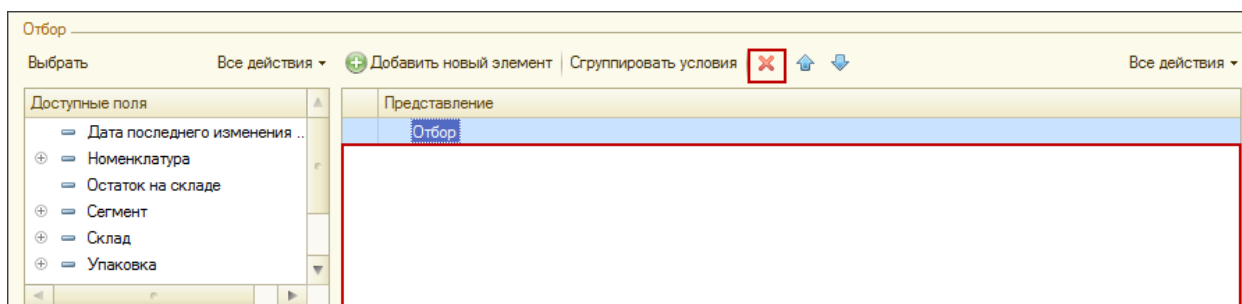 Отбор
Выбрать Все действия Добавить новый элемент Сгруппировать условия Все действия
Доступные поля Представление
Дата последнего изменения .. Отбор
Номенклатура
Остаток на складе
Сегмент
Склад
Упаковка